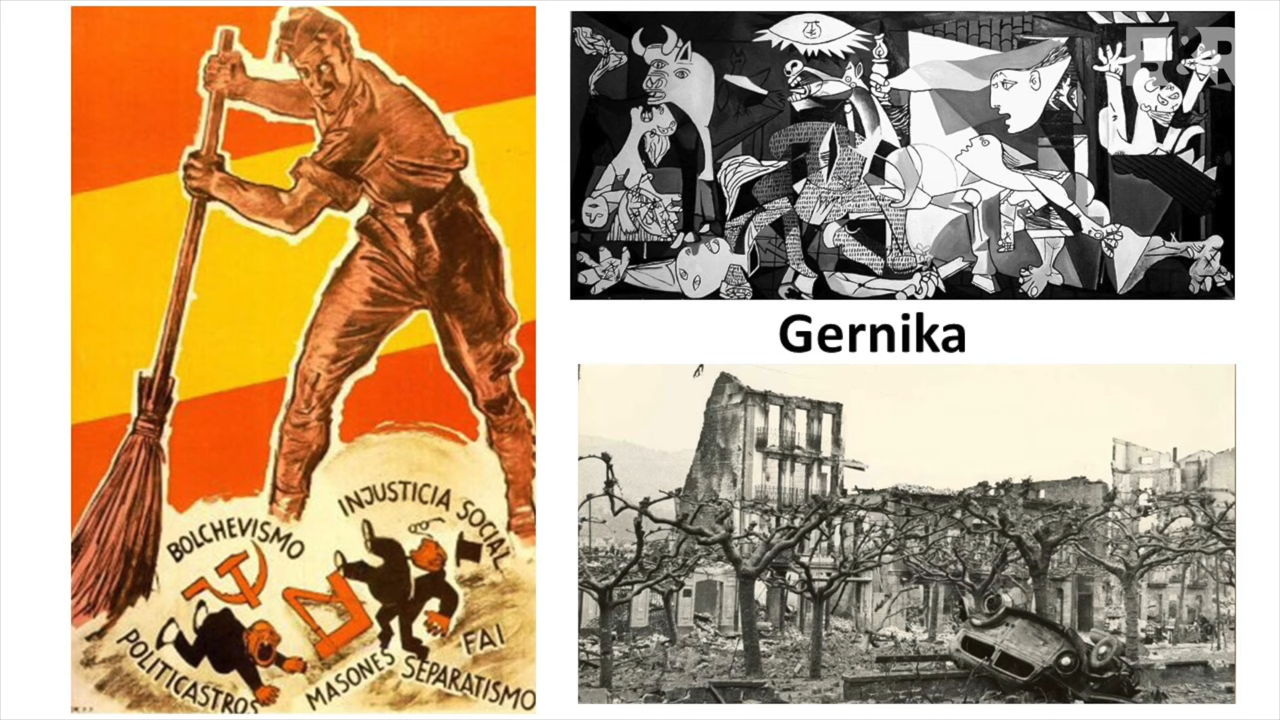 BOLCHEVISMO
INJUSTICIA SOCIAL
POLITICASTROS
MASONES
SEPARATISMO
FAI
Gernika